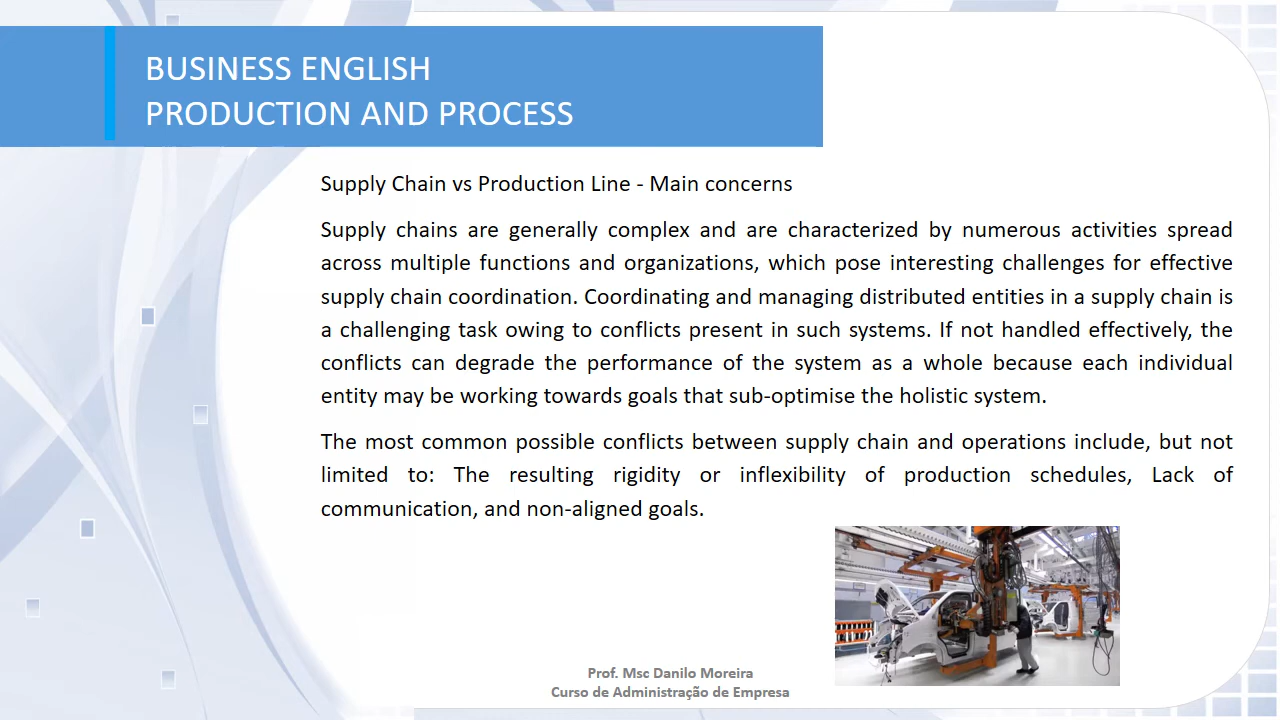 BUSINESS ENGLISH
PRODUCTION AND PROCESS
Supply Chain vs Production Line - Main concerns
Supply chains are generally complex and are characterized by numerous activities spread
across multiple functions and organizations, which pose interesting challenges for effective
supply chain coordination. Coordinating and managing distributed entities in a supply chain is
a challenging task owing to conflicts present in such systems. If not handled effectively, the
conflicts can degrade the performance of the system as a whole because each individual
entity may be working towards goals that sub-optimise the holistic system.
The most common possible conflicts between supply chain and operations include, but not
limited to: The resulting rigidity or inflexibility of production schedules, Lack of
communication, and non-aligned goals.
Prof. Msc Danilo Moreira
Curso de Administração de Empresa